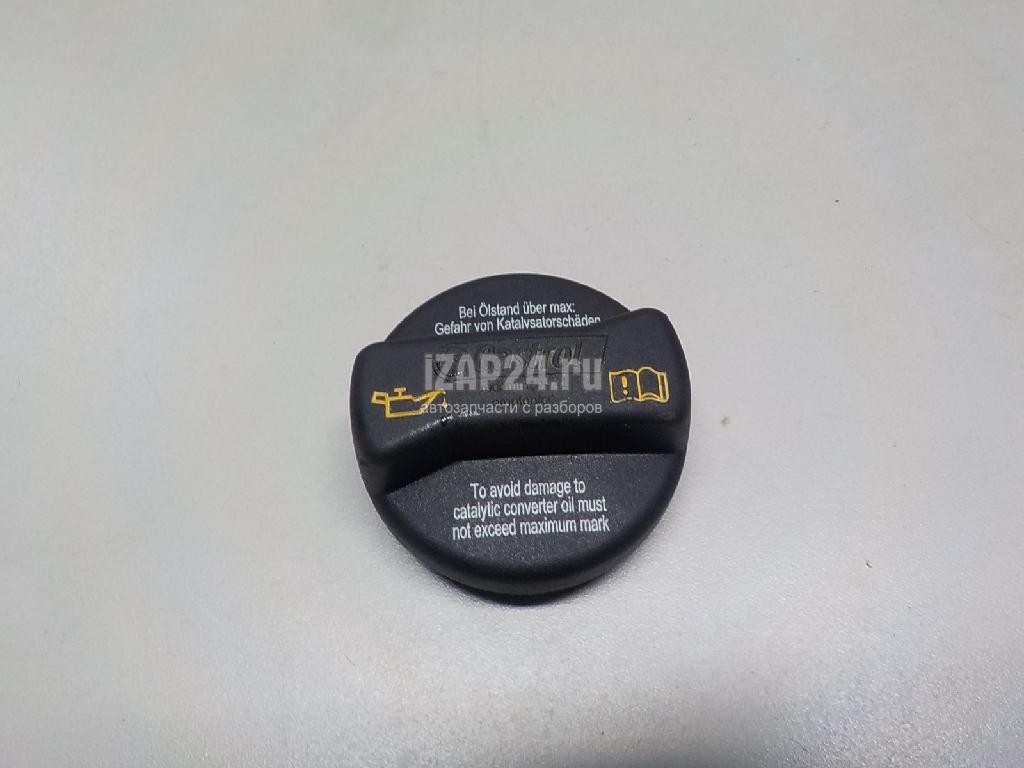 Bei Ölstand über max:
Gefahr von Katalysatorschäden
Castrol
iZAP24.ru
автозапчасти с разборов
To avoid damage to
catalytic converter oil must
not exceed maximum mark